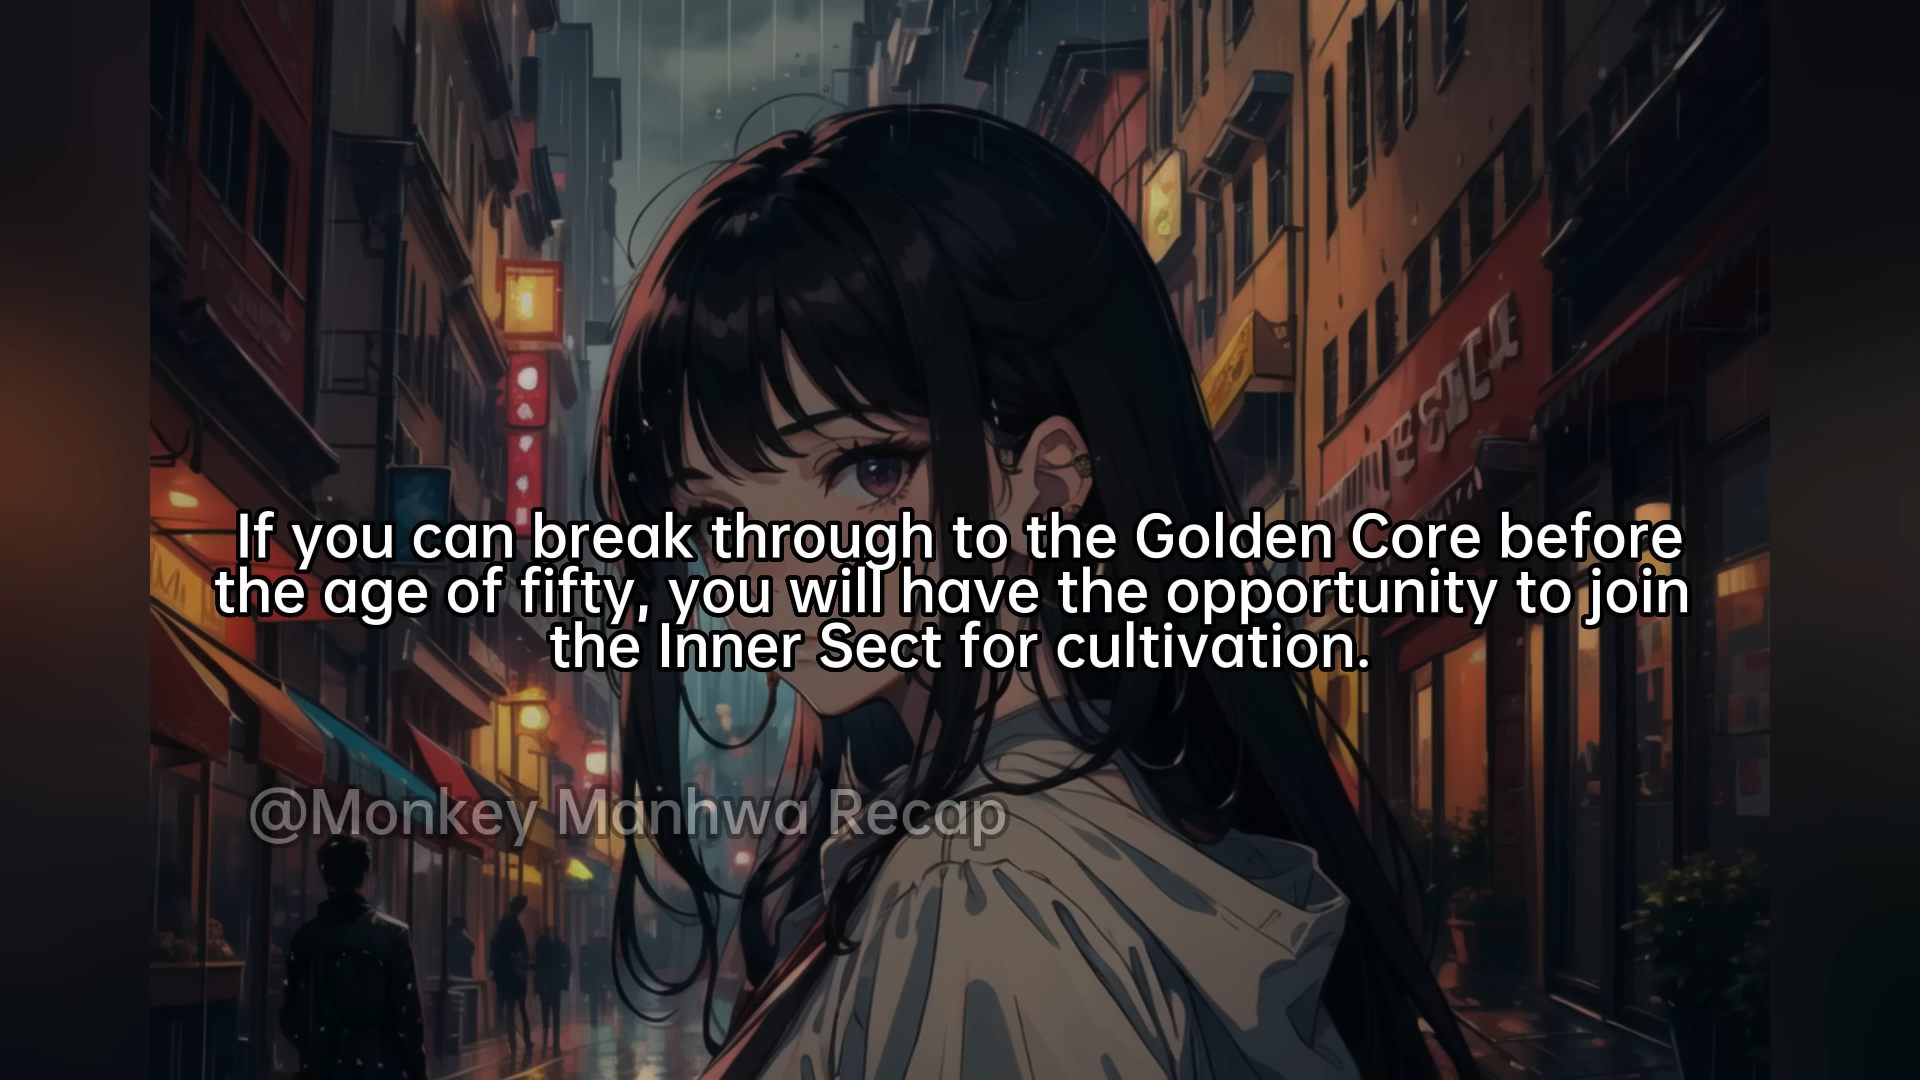 If you can break through to the Golden Core before
the age of fifty, you will have the opportunity to join
the Inner Sect for cultivation.
@Monkey Manhwa Recap